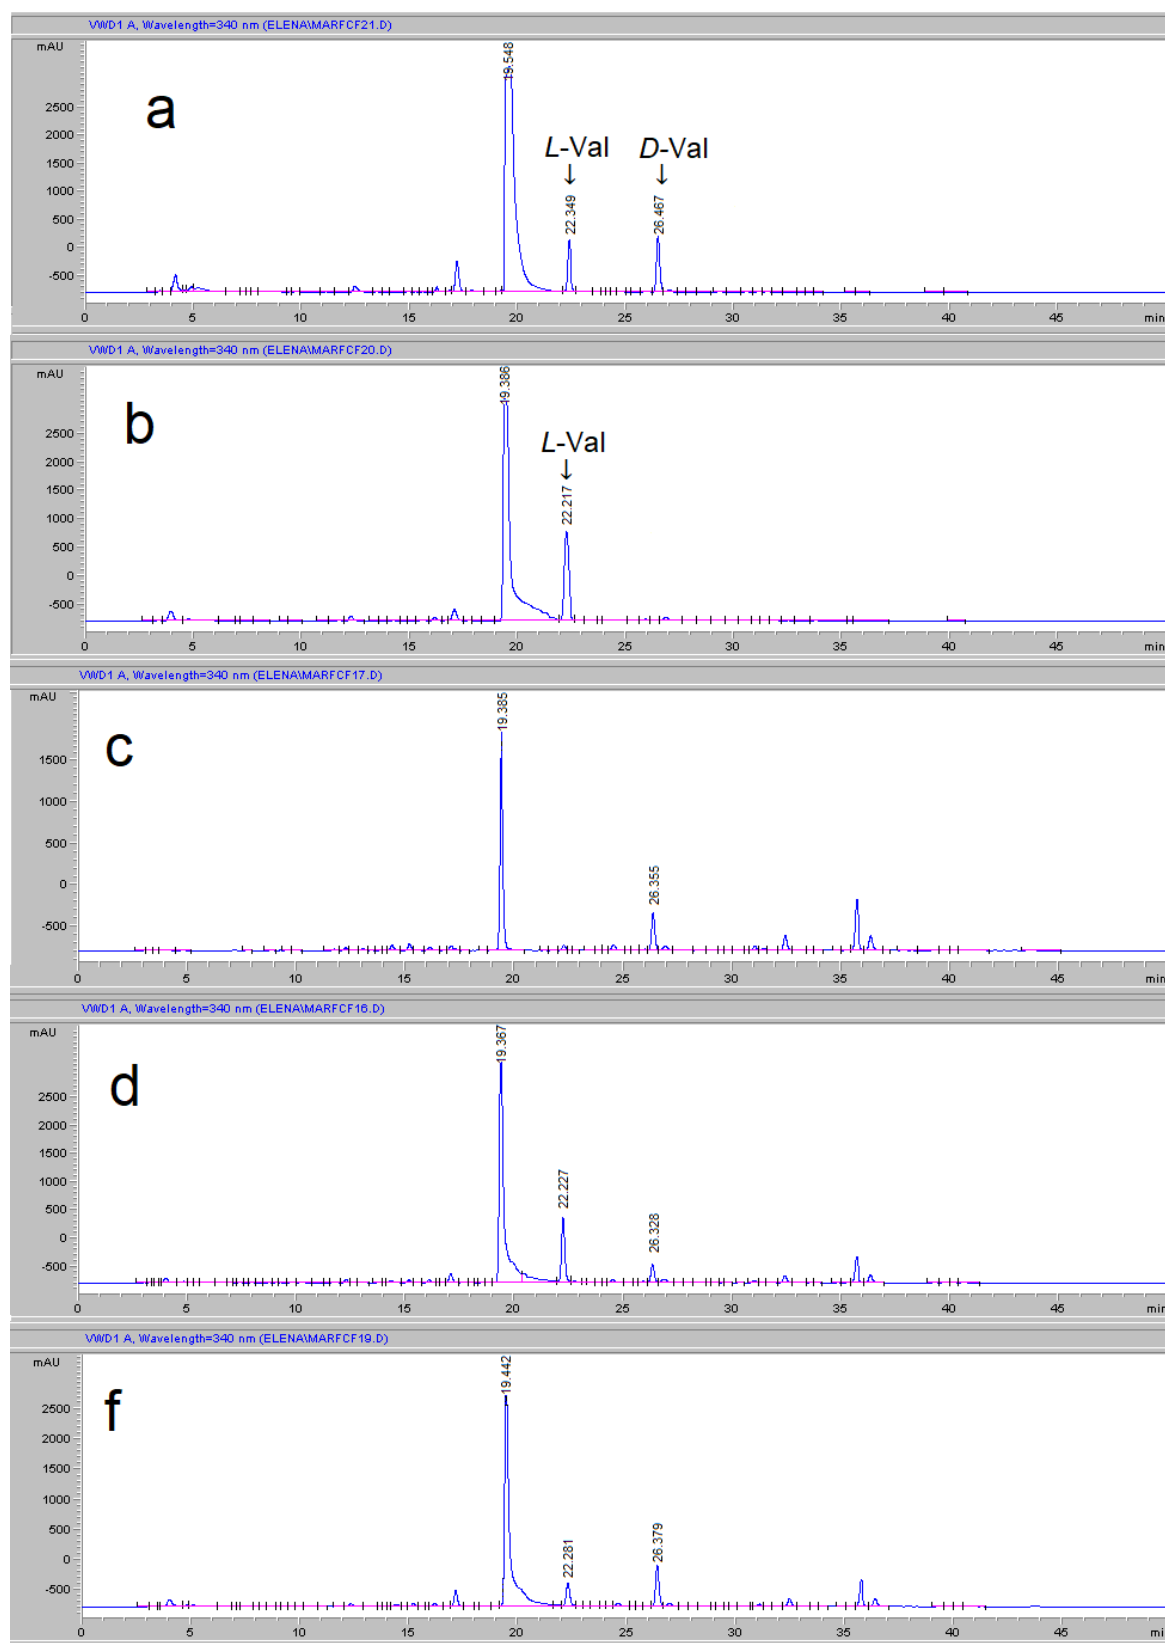 VWD1 A, Wavelength=340 nm (ELENA\MARFCF21.D)
mAU
19.548
a
2500
L-Val D-Val
2000
↓ ↓
1500
22.349 26.467
1000
500
0
-500
0 5 10 15 20 25 30 35 40 45 min
VWD1 A, Wavelength=340 nm (ELENA\MARFCF20.D)
mAU
19.386
b
2500
L-Val
2000
↓
1500
22.217
1000
500
0
-500
0 5 10 15 20 25 30 35 40 45 min
VWD1 A, Wavelength=340 nm (ELENA\MARFCF17.D)
mAU
19.385
c
1500
1000
500
0
26.355
-500
0 5 10 15 20 25 30 35 40 45 min
VWD1 A, Wavelength=340 nm (ELENA\MARFCF16.D)
mAU
19.367
d
2500
2000
1500
1000
22.227
500
0
26.328
-500
0 5 10 15 20 25 30 35 40 45 min
VWD1 A, Wavelength=340 nm (ELENA\MARFCF19.D)
mAU
19.442
f
2500
2000
1500
1000
500
0
22.281 26.379
-500
0 5 10 15 20 25 30 35 40 45 min